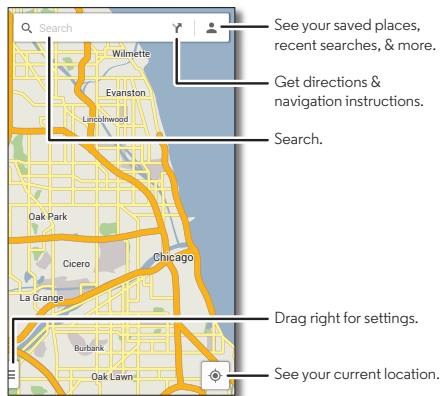 Search
See your saved places,
recent searches, & more.
Wilmette
Get directions &
navigation instructions.
Evanston
Lincolnwood
Search.
Oak Park
Chicago
Cicero
La Grange
Drag right for settings.
Burbank
Oak Lawn
See your current location.